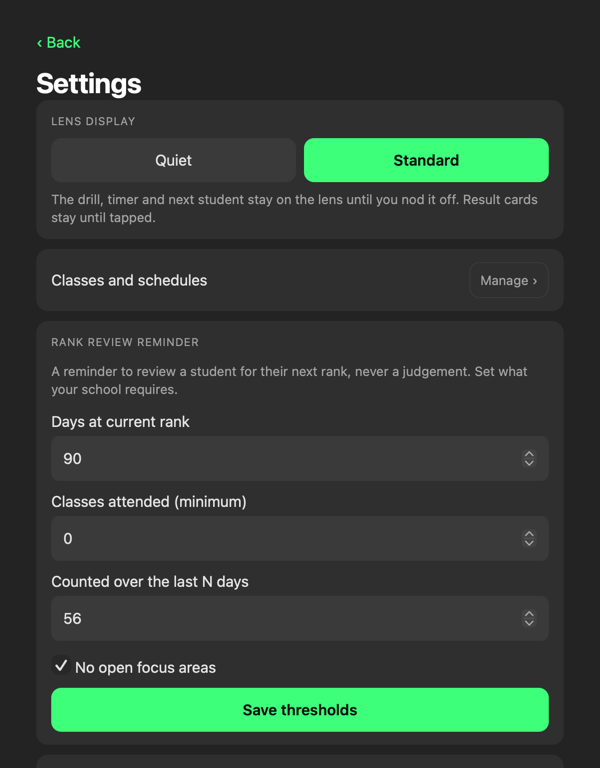 ‹ Back
Settings
LENS DISPLAY
Quiet
Standard
The drill, timer and next student stay on the lens until you nod it off. Result cards
stay until tapped.
Classes and schedules
Manage ›
RANK REVIEW REMINDER
A reminder to review a student for their next rank, never a judgement. Set what
your school requires.
Days at current rank
90
Classes attended (minimum)
0
Counted over the last N days
56
No open focus areas
Save thresholds